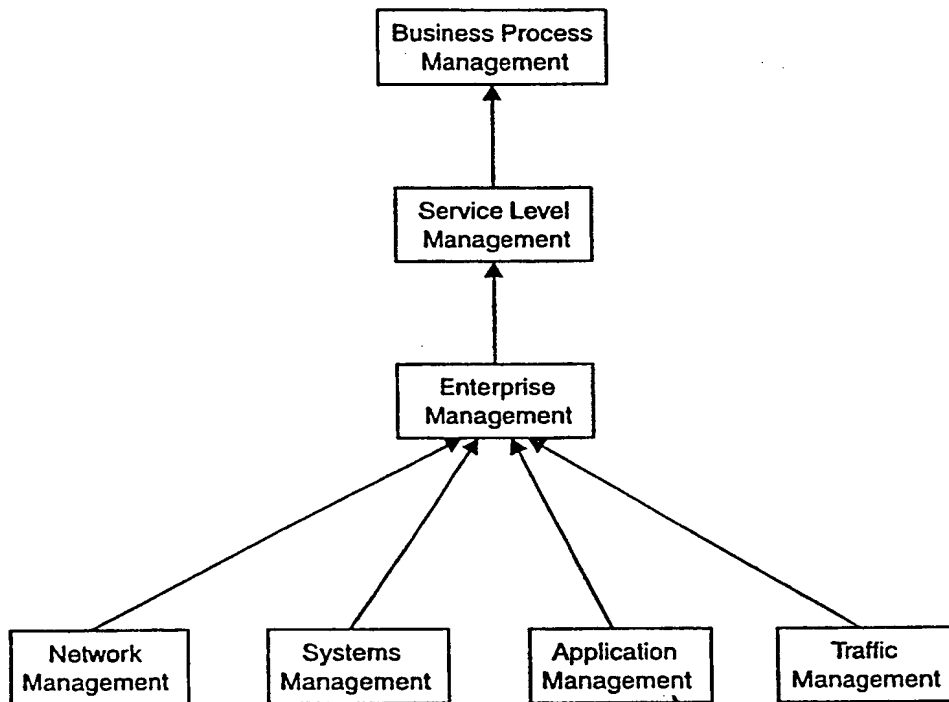 Business Process
Management
Service Level
Management
Enterprise
Management
Network
Management
Systems
Management
Application
Management
Traffic
Management